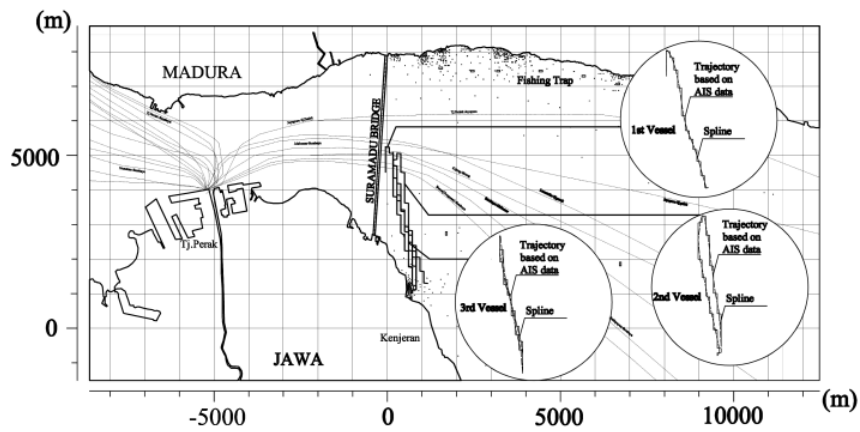 (m)
MADURA
Fishing Trap
Trajectory
based on
AIS data
1st Vessel
Spline
SURAMADU BRIDGE
5000
Tj.Perak
Trajectory
based on
AIS data
2nd Vessel
Spline
Trajectory
based on
AIS data
3rd Vessel
Spline
0
Kenjeran
JAWA
(m)
-5000
0
5000
10000